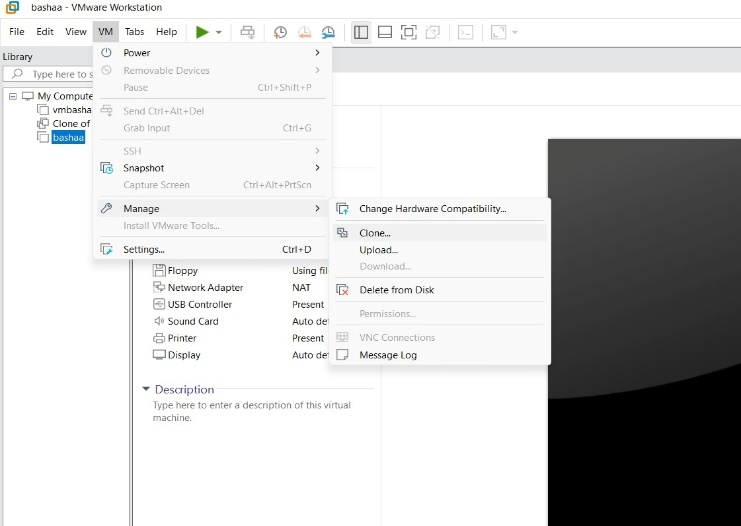 bashaa - VMware Workstation
File Edit View VM Tabs Help
Library
Type here to s
My Compute
vmbasha
Clone of
bashaa
Power
Removable Devices
Pause Ctrl+Shift+P
Send Ctrl+Alt+Del
Grab Input Ctrl+G
SSH
Snapshot
Capture Screen Ctrl+Alt+PrtScn
Manage
Install VMware Tools...
Settings... Ctrl+D
Change Hardware Compatibility...
Clone...
Upload...
Download...
Delete from Disk
Permissions...
VNC Connections
Message Log
Floppy Using file
Network Adapter NAT
USB Controller Present
Sound Card Auto det
Printer Present
Display Auto det
Description
Type here to enter a description of this virtual
machine.